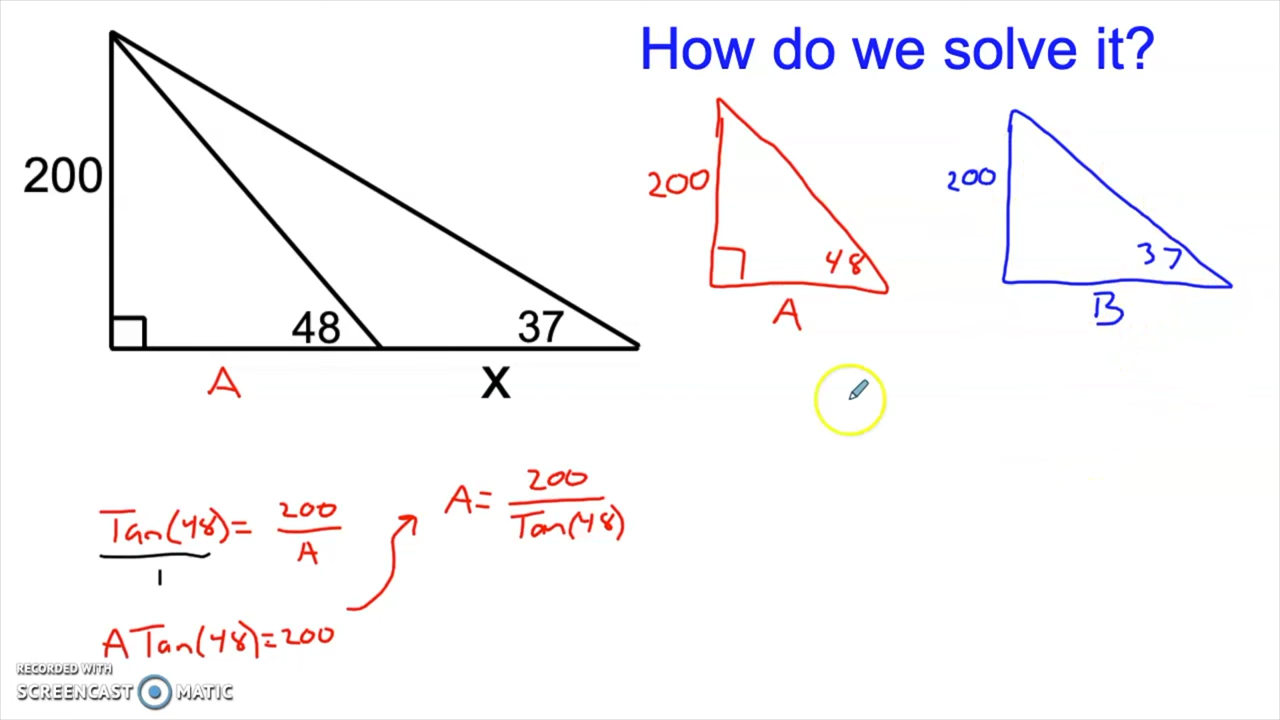 How do we solve it?
200
48
37
A
X
200
48
A
200
37
B
Tan(48) = 200
A
1
A Tan(48) = 200
A = 200
Tan(48)
RECORDED WITH
SCREENCAST MATIC